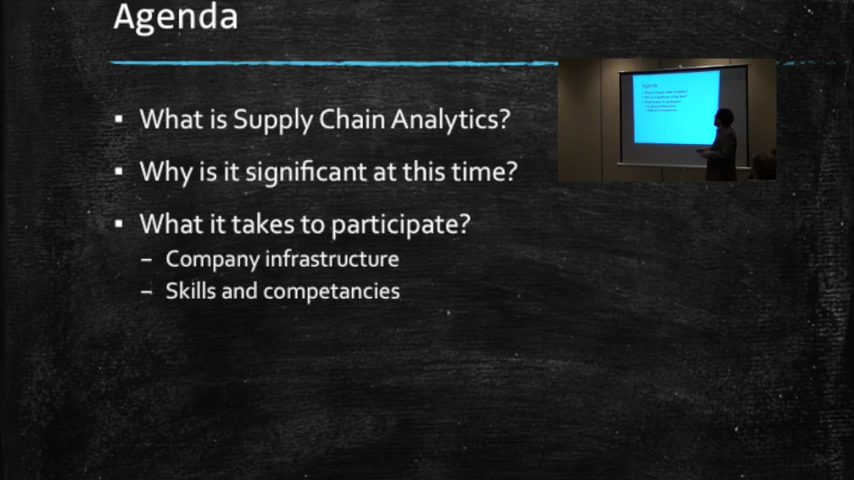 Agenda
▪ What is Supply Chain Analytics?
▪ Why is it significant at this time?
▪ What it takes to participate?
– Company infrastructure
– Skills and competancies